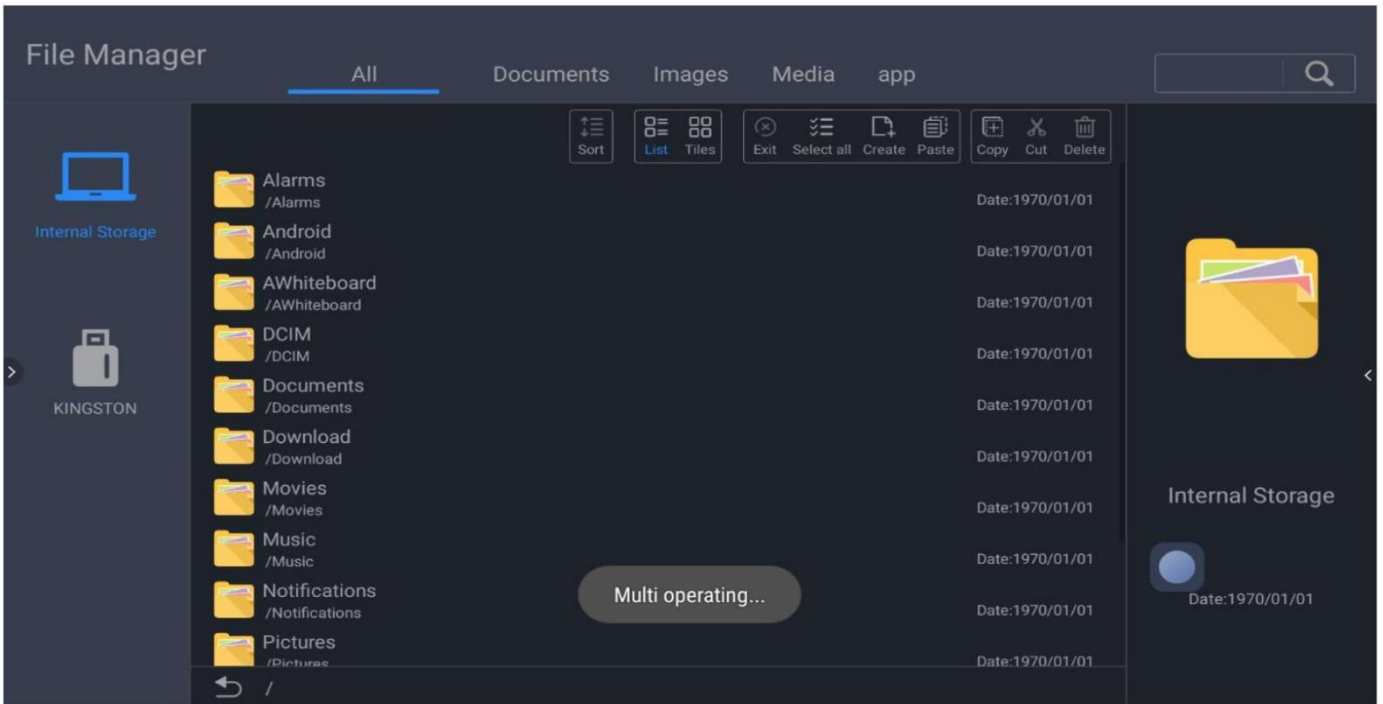 File Manager
All Documents Images Media app
Sort List Tiles Exit Select all Create Paste Copy Cut Delete
Internal Storage
KINGSTON
Alarms
/Alarms
Date:1970/01/01
Android
/Android
Date:1970/01/01
AWhiteboard
/AWhiteboard
Date:1970/01/01
DCIM
/DCIM
Date:1970/01/01
Documents
/Documents
Date:1970/01/01
Download
/Download
Date:1970/01/01
Movies
/Movies
Date:1970/01/01
Music
/Music
Date:1970/01/01
Notifications
/Notifications
Date:1970/01/01
Pictures
/Pictures
Date:1970/01/01
Multi operating...
/
Internal Storage
Date:1970/01/01